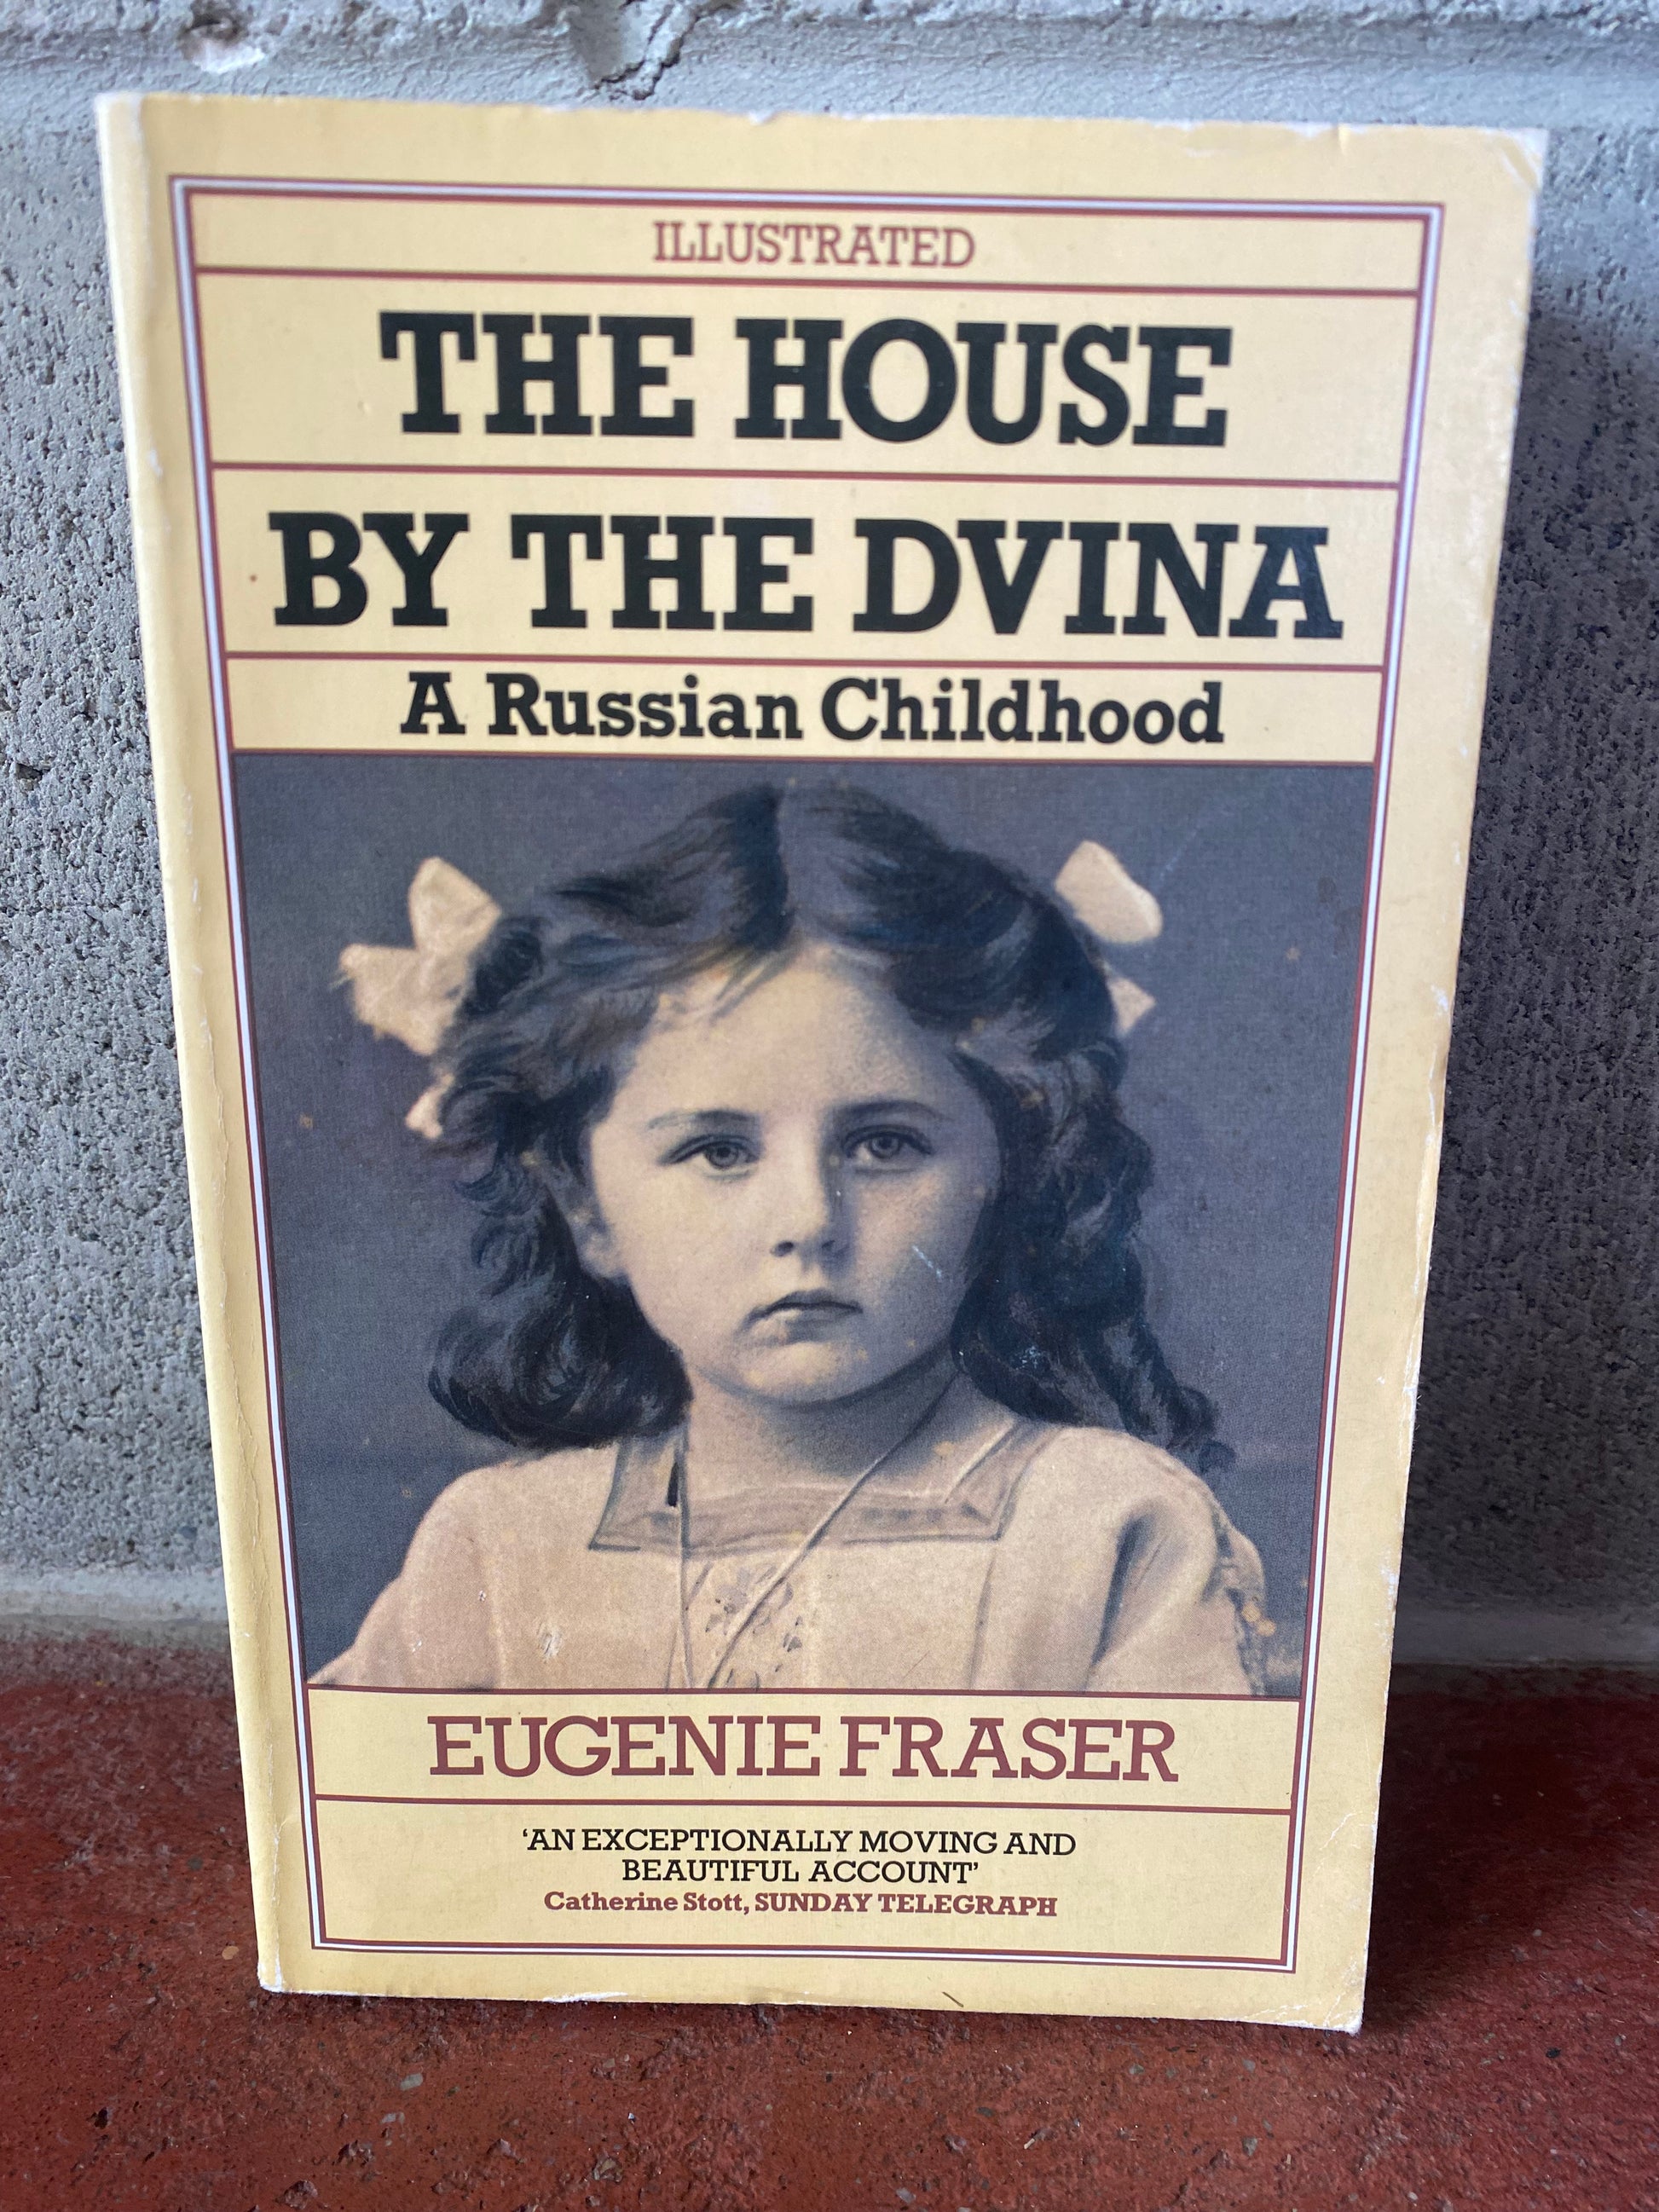 ILLUSTRATED
THE HOUSE
BY THE DVINA
A Russian Childhood
EUGENIE FRASER
‘AN EXCEPTIONALLY MOVING AND
BEAUTIFUL ACCOUNT’
Catherine Stott, SUNDAY TELEGRAPH